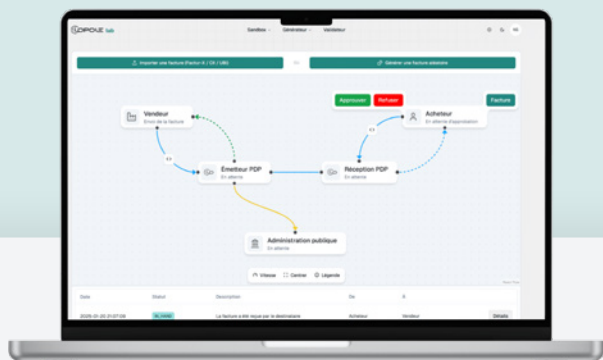 DIPOLE lab
Sandbox Générateur Validateur
Importer une facture (Factur-X / CII / UBL)
Ou
Générer une facture aléatoire
Approuver Refuser Facture
Vendeur
Envoi de la facture
Acheteur
En attente d'approbation
Émetteur PDP
En attente
Réception PDP
En attente
Administration publique
En attente
Vitesse Centrer Légende
Date Statut Description De À
La facture a été reçue par le destinataire Acheteur Vendeur Détails